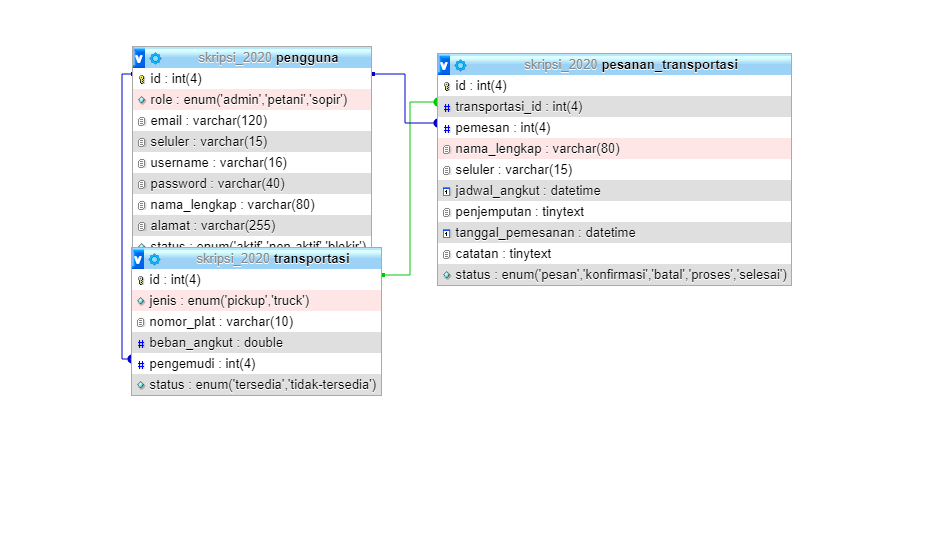 skripsi_2020 pengguna
id : int(4)
role : enum('admin','petani','sopir')
email : varchar(120)
seluler : varchar(15)
username : varchar(16)
password : varchar(40)
nama_lengkap : varchar(80)
alamat : varchar(255)
status : enum('aktif','non-aktif','blokir')
skripsi_2020 transportasi
id : int(4)
jenis : enum('pickup','truck')
nomor_plat : varchar(10)
beban_angkut : double
pengemudi : int(4)
status : enum('tersedia','tidak-tersedia')
skripsi_2020 pesanan_transportasi
id : int(4)
transportasi_id : int(4)
pemesan : int(4)
nama_lengkap : varchar(80)
seluler : varchar(15)
jadwal_angkut : datetime
penjemputan : tinytext
tanggal_pemesanan : datetime
catatan : tinytext
status : enum('pesan','konfirmasi','batal','proses','selesai')